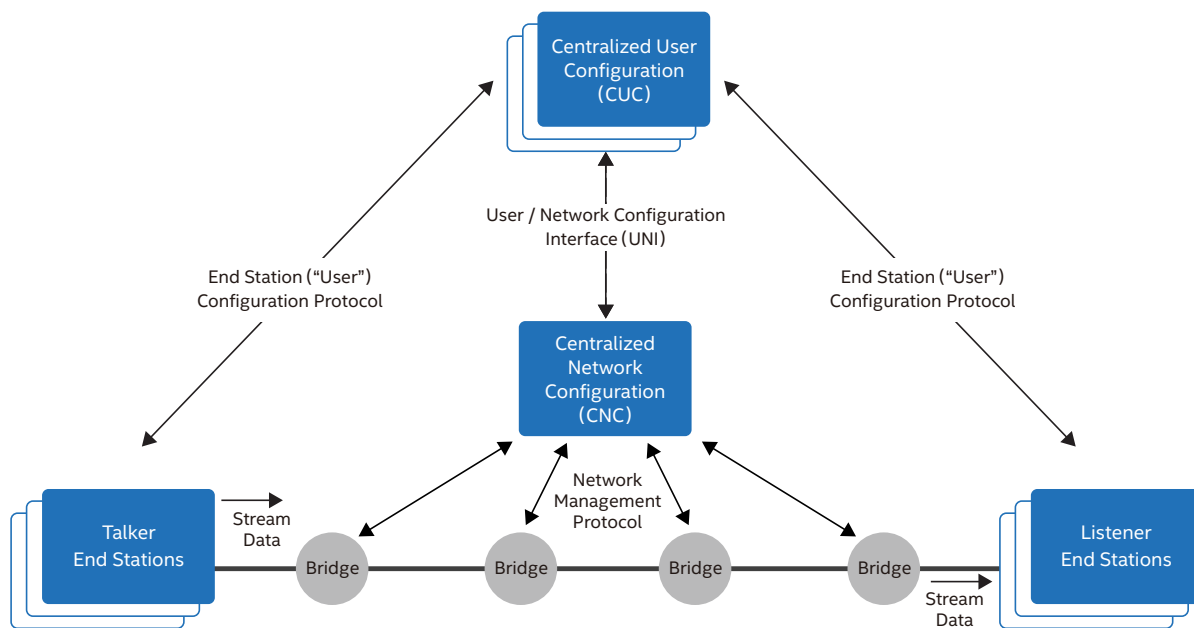 Centralized User
Configuration
(CUC)
User / Network Configuration
Interface (UNI)
End Station (“User”)
Configuration Protocol
End Station (“User”)
Configuration Protocol
Centralized
Network
Configuration
(CNC)
Network
Management
Protocol
Talker
End Stations
Stream
Data
Bridge
Bridge
Bridge
Bridge
Stream
Data
Listener
End Stations